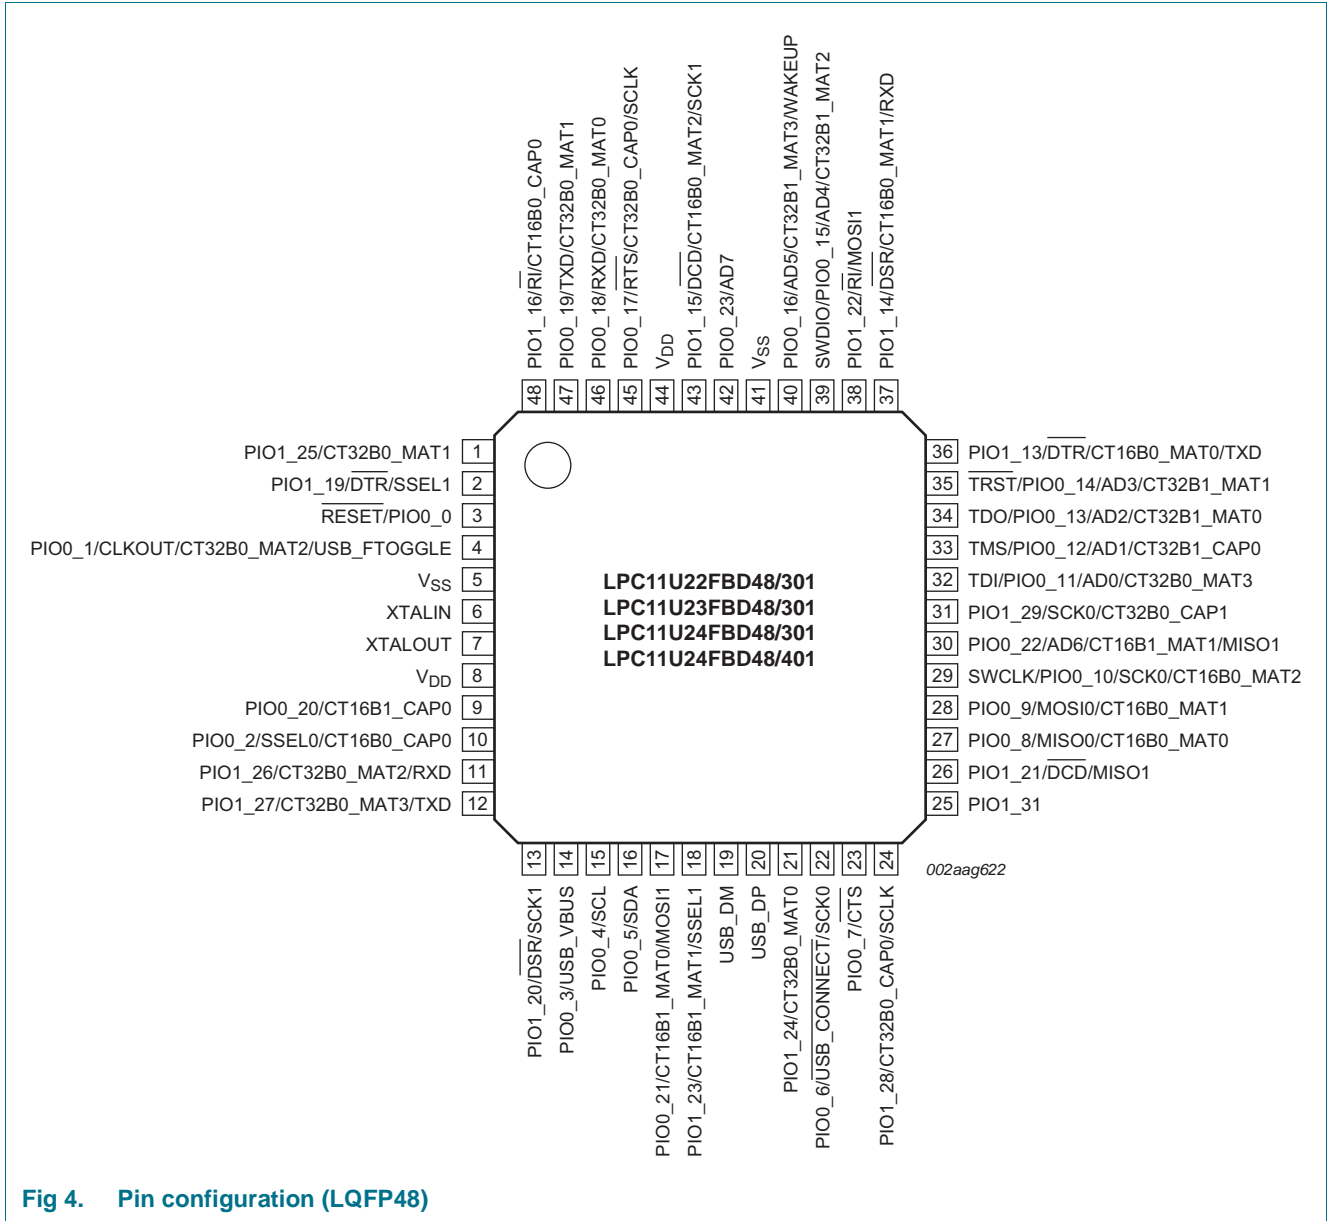 48 PIO1_16/RI/CT16B0_CAP0
47 PIO0_19/TXD/CT32B0_MAT1
46 PIO0_18/RXD/CT32B0_MAT0
45 PIO0_17/RTS/CT32B0_CAP0/SCLK
44 VDD
43 PIO1_15/DCD/CT16B0_MAT2/SCK1
42 PIO0_23/AD7
41 VSS
40 PIO0_16/AD5/CT32B1_MAT3/WAKEUP
39 SWDIO/PIO0_15/AD4/CT32B1_MAT2
38 PIO1_22/RI/MOSI1
37 PIO1_14/DSR/CT16B0_MAT1/RXD
PIO1_25/CT32B0_MAT1 1
PIO1_19/DTR/SSEL1 2
RESET/PIO0_0 3
PIO0_1/CLKOUT/CT32B0_MAT2/USB_FTOGGLE 4
VSS 5
XTALIN 6
XTALOUT 7
VDD 8
PIO0_20/CT16B1_CAP0 9
PIO0_2/SSEL0/CT16B0_CAP0 10
PIO1_26/CT32B0_MAT2/RXD 11
PIO1_27/CT32B0_MAT3/TXD 12
LPC11U22FBD48/301
LPC11U23FBD48/301
LPC11U24FBD48/301
LPC11U24FBD48/401
36 PIO1_13/DTR/CT16B0_MAT0/TXD
35 TRST/PIO0_14/AD3/CT32B1_MAT1
34 TDO/PIO0_13/AD2/CT32B1_MAT0
33 TMS/PIO0_12/AD1/CT32B1_CAP0
32 TDI/PIO0_11/AD0/CT32B0_MAT3
31 PIO1_29/SCK0/CT32B0_CAP1
30 PIO0_22/AD6/CT16B1_MAT1/MISO1
29 SWCLK/PIO0_10/SCK0/CT16B0_MAT2
28 PIO0_9/MOSI0/CT16B0_MAT1
27 PIO0_8/MISO0/CT16B0_MAT0
26 PIO1_21/DCD/MISO1
25 PIO1_31
PIO1_20/DSR/SCK1 13
PIO0_3/USB_VBUS 14
PIO0_4/SCL 15
PIO0_5/SDA 16
PIO0_21/CT16B1_MAT0/MOSI1 17
PIO1_23/CT16B1_MAT1/SSEL1 18
USB_DM 19
USB_DP 20
PIO1_24/CT32B0_MAT0 21
PIO0_6/USB_CONNECT/SCK0 22
PIO0_7/CTS 23
PIO1_28/CT32B0_CAP0/SCLK 24
002aag622
Fig 4. Pin configuration (LQFP48)